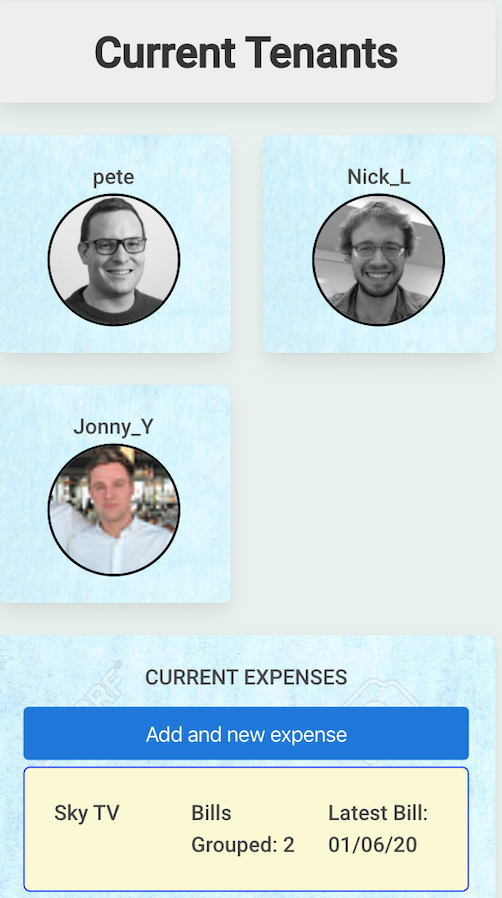 Current Tenants
pete
Nick_L
Jonny_Y
CURRENT EXPENSES
Add and new expense
Sky TV
Bills
Grouped: 2
Latest Bill:
01/06/20